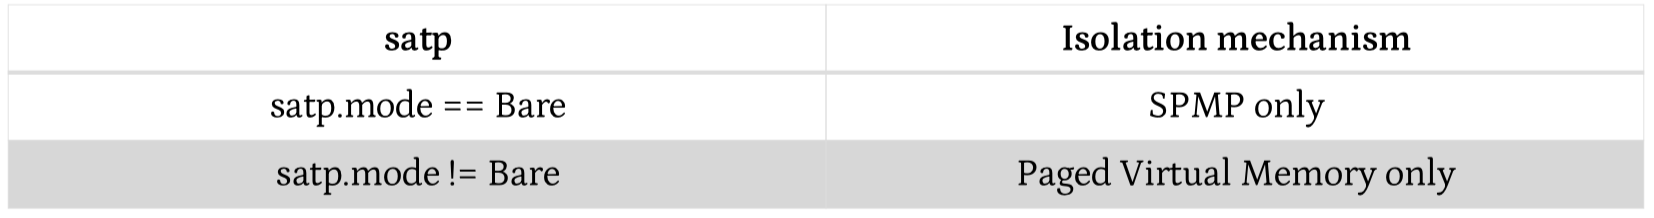 satp Isolation mechanism
satp.mode == Bare SPMP only
satp.mode != Bare Paged Virtual Memory only